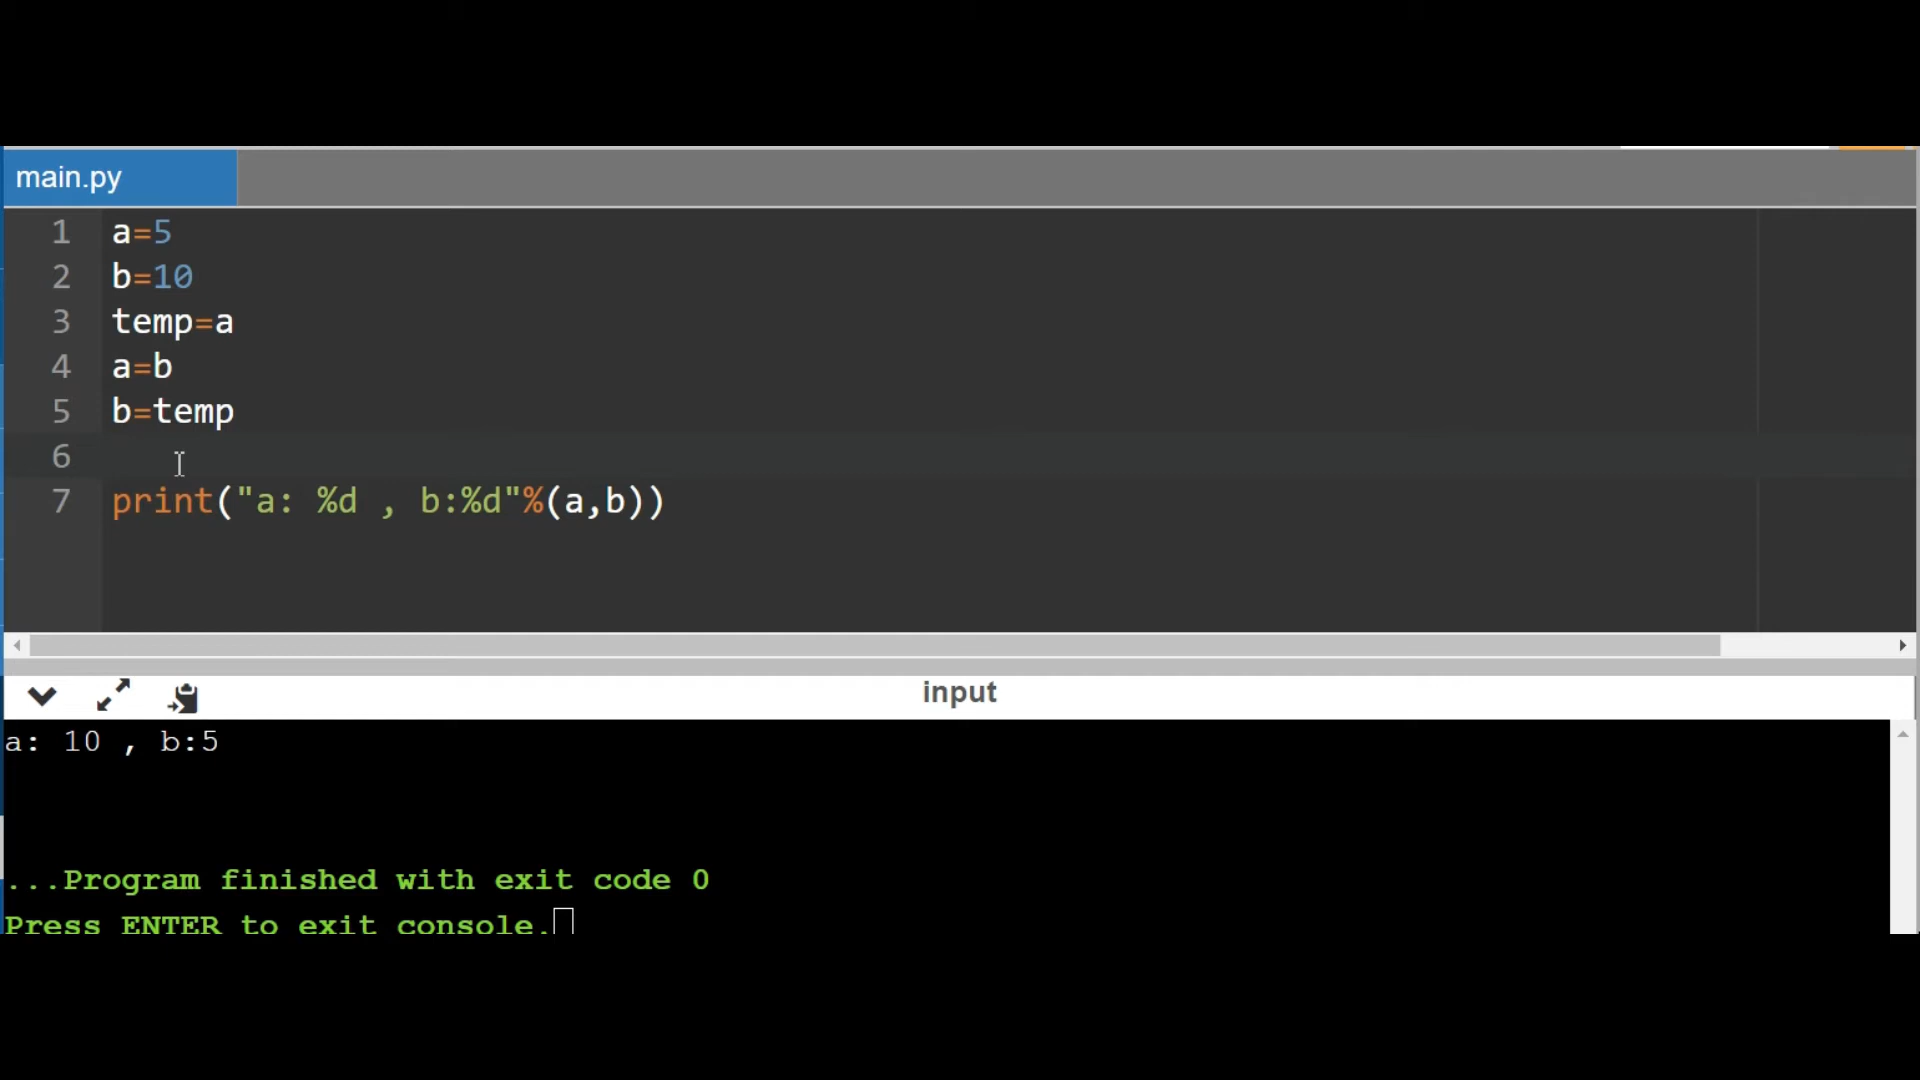 main.py
1 a=5
2 b=10
3 temp=a
4 a=b
5 b=temp
6
7 print("a: %d , b:%d"%(a,b))
input
a: 10 , b:5
...Program finished with exit code 0
Press ENTER to exit console.